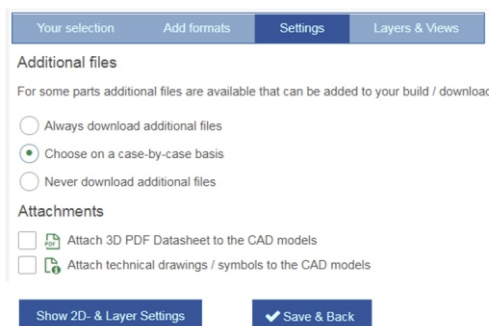 Your selection Add formats Settings Layers & Views
Additional files
For some parts additional files are available that can be added to your build / download
Always download additional files
Choose on a case-by-case basis
Never download additional files
Attachments
PDF Attach 3D PDF Datasheet to the CAD models
Attach technical drawings / symbols to the CAD models
Show 2D- & Layer Settings Save & Back